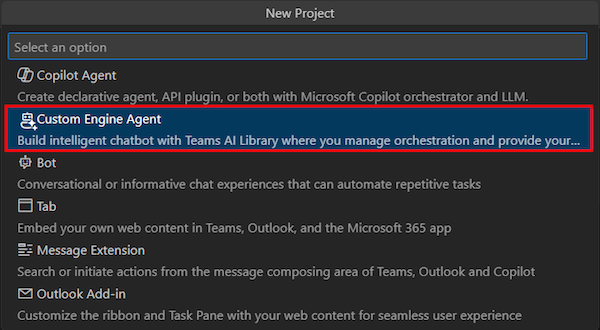 New Project
Select an option
Copilot Agent
Create declarative agent, API plugin, or both with Microsoft Copilot orchestrator and LLM.
Custom Engine Agent
Build intelligent chatbot with Teams AI Library where you manage orchestration and provide your...
Bot
Conversational or informative chat experiences that can automate repetitive tasks
Tab
Embed your own web content in Teams, Outlook, and the Microsoft 365 app
Message Extension
Search or initiate actions from the message composing area of Teams, Outlook and Copilot
Outlook Add-in
Customize the ribbon and Task Pane with your web content for seamless user experience